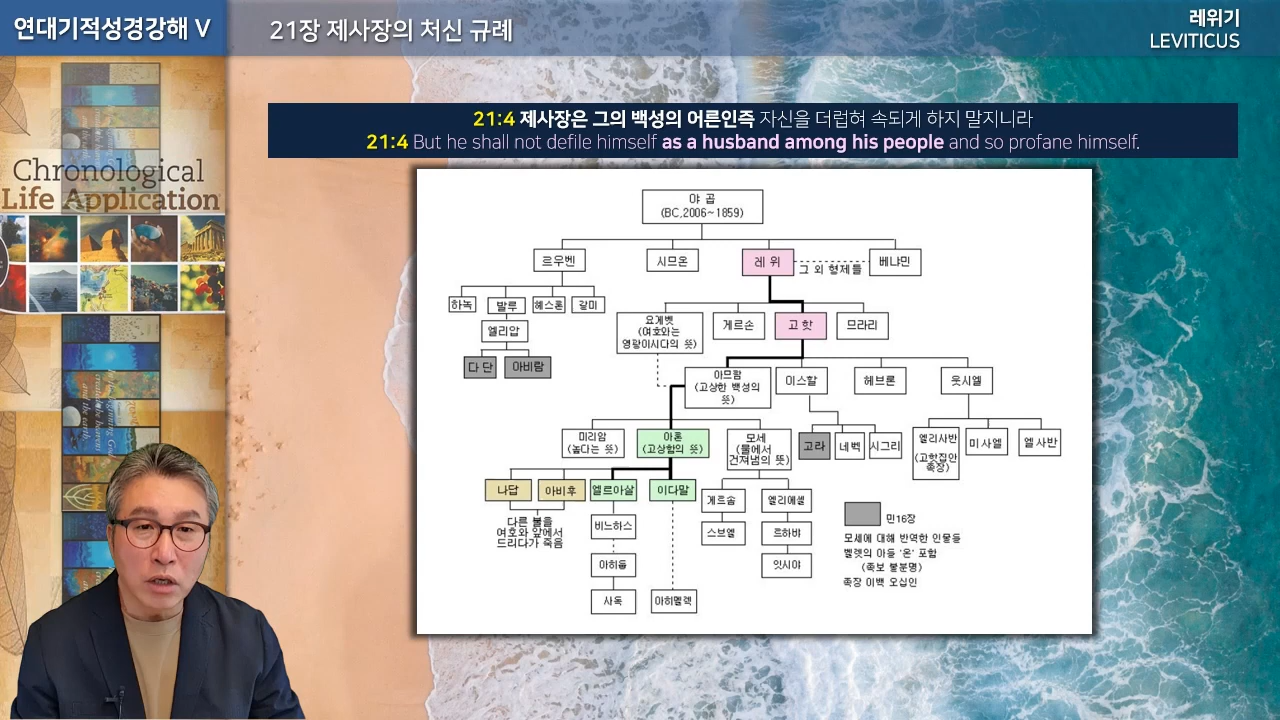 연대기적성경강해 V
21장 제사장의 처신 규례
레위기
LEVITICUS
21:4 제사장은 그의 백성의 어른인즉 자신을 더럽혀 속되게 하지 말지니라
21:4 But he shall not defile himself as a husband among his people and so profane himself.
Chronological
Life Application
야 곱
(BC.2006~1859)
르우벤
시므온
레 위
그 외 형제들
베냐민
하녹
발루
헤스론
갈미
요게벳
(여호와는
영광이시다의 뜻)
게르손
고 핫
므라리
엘리압
다 단
아비람
아므람
(고상한 백성의
뜻)
이스할
헤브론
웃시엘
미리암
(높다는 뜻)
아론
(고상함의 뜻)
모세
(물에서
건져냄의 뜻)
고라
네벡
시그리
엘리사반
(고핫집안
족장)
미사엘
엘사반
나답
아비후
엘르아살
이다말
게르솜
엘리에셀
다른 불을
여호와 앞에서
드리다가 죽음
비느하스
스브엘
르하뱌
아히둡
잇시야
사독
아히멜렉
민16장
모세에 대해 반역한 인물들
벨렛의 아들 '온' 포함
(족보 불분명)
족장 이백 오십인